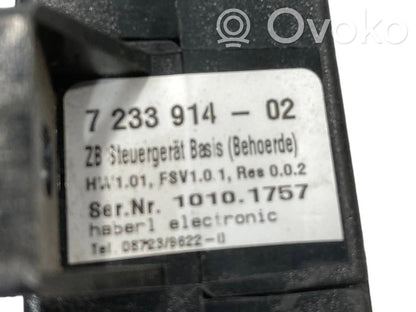 Ovoko
7 233 914 - 02
ZB Steuergerät Basis (Behoerde)
HW1.01, FSV1.0.1, Res 0.0.2
Ser.Nr. 1010.1757
haberl electronic
Tel. 08723/9622-0